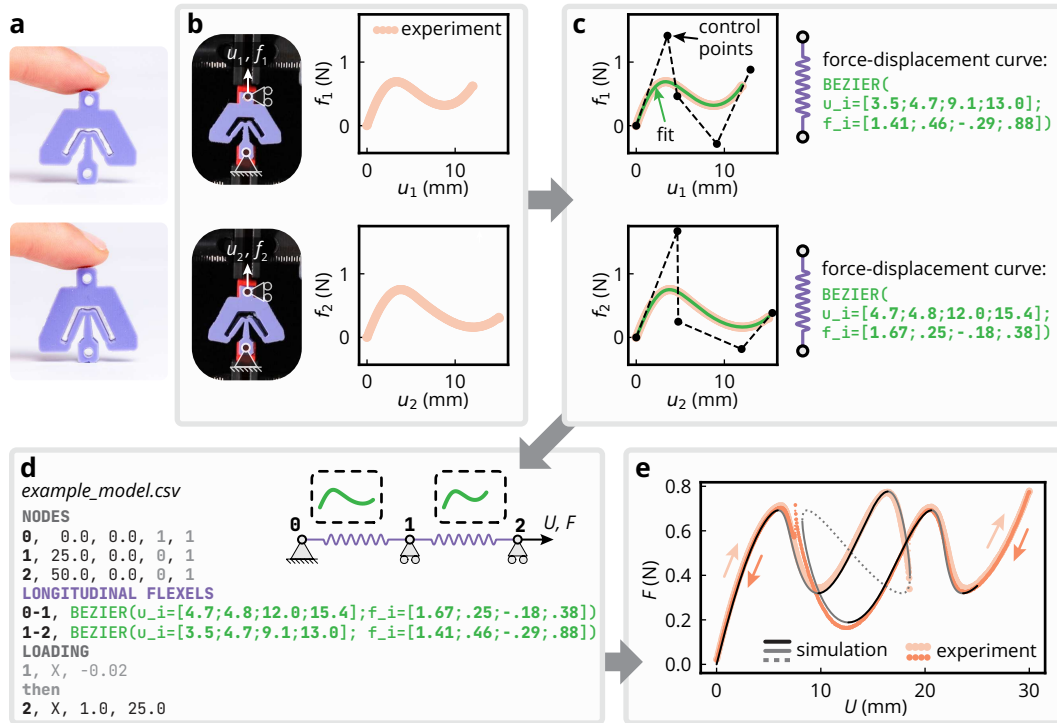 a
b
u1, f1
experiment
f1 (N)
1
0
0
10
u1 (mm)
u2, f2
f2 (N)
1
0
0
10
u2 (mm)
c
control
points
fit
f1 (N)
1
0
0
10
u1 (mm)
force-displacement curve:
BEZIER(
u_i=[3.5;4.7;9.1;13.0];
f_i=[1.41;.46;-.29;.88])
f2 (N)
1
0
0
10
u2 (mm)
force-displacement curve:
BEZIER(
u_i=[4.7;4.8;12.0;15.4];
f_i=[1.67;.25;-.18;.38])
d
example_model.csv
NODES
0, 0.0, 0.0, 1, 1
1, 25.0, 0.0, 0, 1
2, 50.0, 0.0, 0, 1
LONGITUDINAL FLEXELS
0-1, BEZIER(u_i=[4.7;4.8;12.0;15.4];f_i=[1.67;.25;-.18;.38])
1-2, BEZIER(u_i=[3.5;4.7;9.1;13.0]; f_i=[1.41;.46;-.29;.88])
LOADING
1, X, -0.02
then
2, X, 1.0, 25.0
0
1
2
U, F
e
F (N)
0.8
0.6
0.4
0.2
0.0
simulation
experiment
0
10
20
30
U (mm)